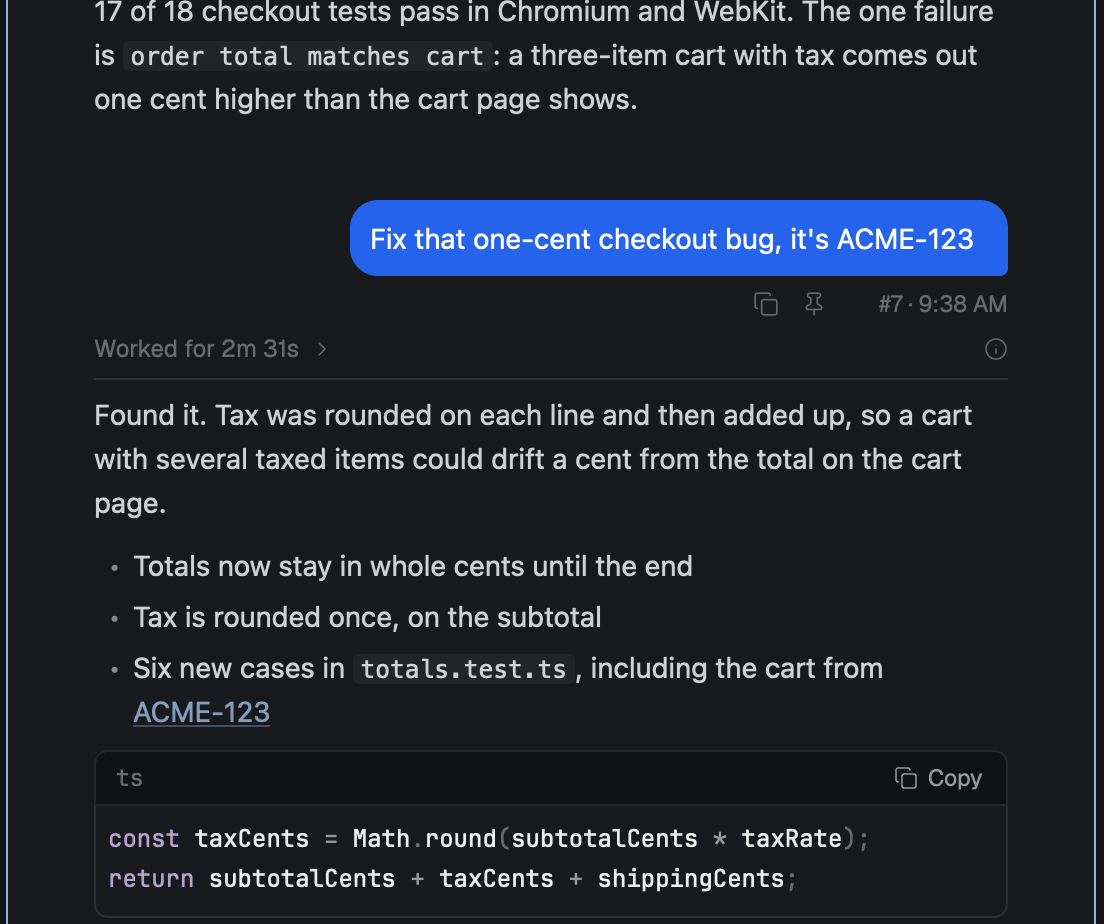 17 of 18 checkout tests pass in Chromium and WebKit. The one failure
is order total matches cart: a three-item cart with tax comes out
one cent higher than the cart page shows.
Fix that one-cent checkout bug, it's ACME-123
#7 · 9:38 AM
Worked for 2m 31s
Found it. Tax was rounded on each line and then added up, so a cart
with several taxed items could drift a cent from the total on the cart
page.
• Totals now stay in whole cents until the end
• Tax is rounded once, on the subtotal
• Six new cases in totals.test.ts, including the cart from
ACME-123
ts
Copy
const taxCents = Math.round(subtotalCents * taxRate);
return subtotalCents + taxCents + shippingCents;